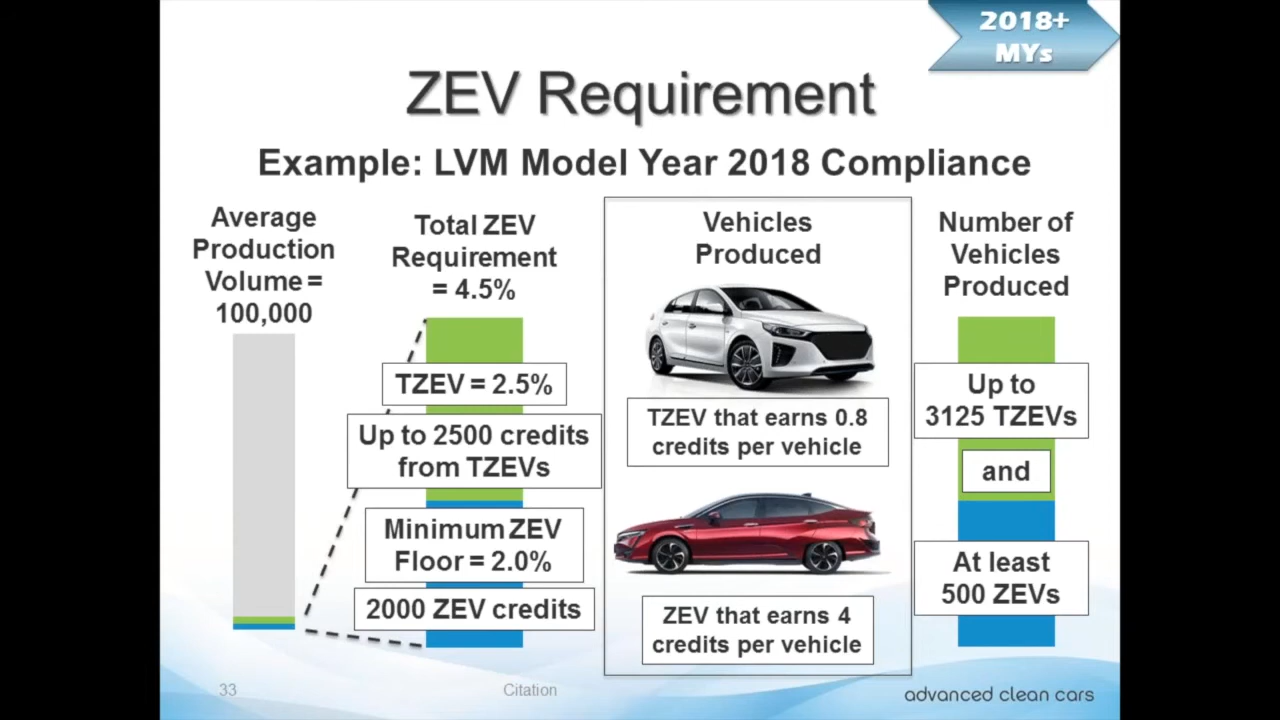 2018+
MYs
ZEV Requirement
Example: LVM Model Year 2018 Compliance
Average
Production
Volume =
100,000
Total ZEV
Requirement
= 4.5%
TZEV = 2.5%
Up to 2500 credits
from TZEVs
Minimum ZEV
Floor = 2.0%
2000 ZEV credits
Vehicles
Produced
TZEV that earns 0.8
credits per vehicle
ZEV that earns 4
credits per vehicle
Number of
Vehicles
Produced
Up to
3125 TZEVs
and
At least
500 ZEVs
33
Citation
advanced clean cars